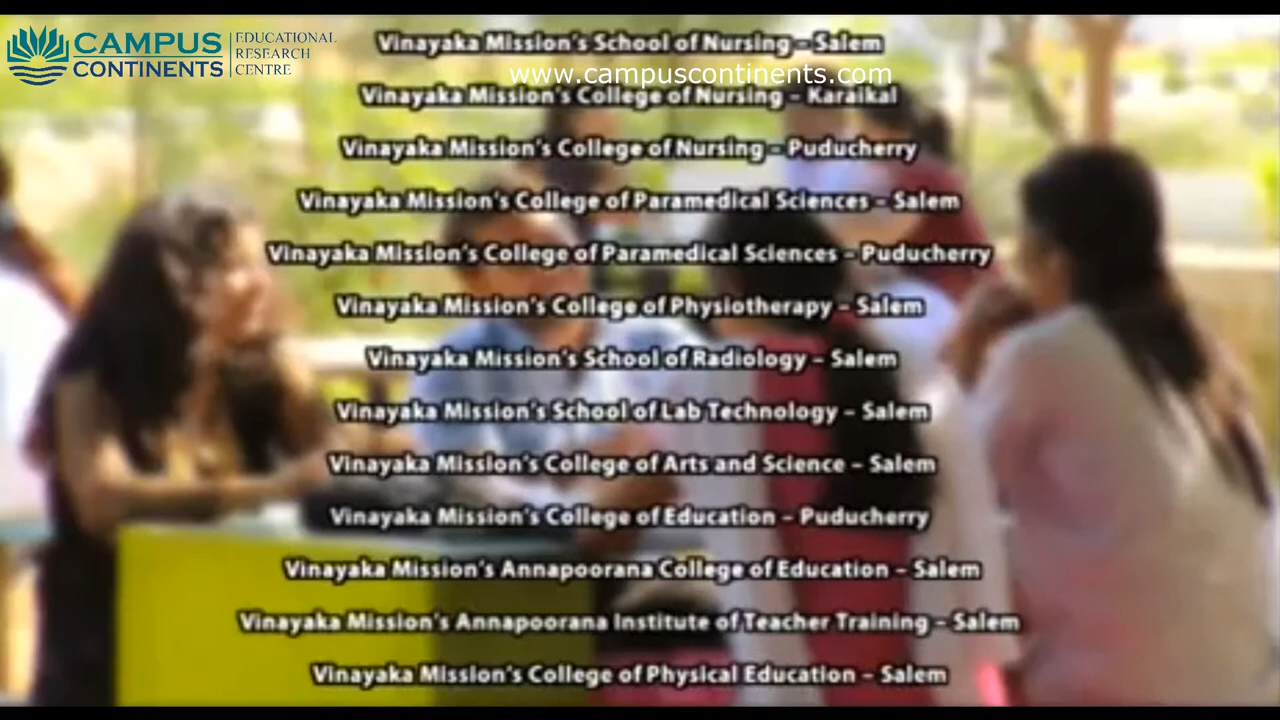 CAMPUS
CONTINENTS
EDUCATIONAL
RESEARCH
CENTRE
Vinayaka Mission's School of Nursing – Salem
www.campuscontinents.com
Vinayaka Mission's College of Nursing – Karaikal
Vinayaka Mission's College of Nursing – Puducherry
Vinayaka Mission's College of Paramedical Sciences – Salem
Vinayaka Mission's College of Paramedical Sciences – Puducherry
Vinayaka Mission's College of Physiotherapy – Salem
Vinayaka Mission's School of Radiology – Salem
Vinayaka Mission's School of Lab Technology – Salem
Vinayaka Mission's College of Arts and Science – Salem
Vinayaka Mission's College of Education – Puducherry
Vinayaka Mission's Annapoorana College of Education – Salem
Vinayaka Mission's Annapoorana Institute of Teacher Training – Salem
Vinayaka Mission's College of Physical Education – Salem